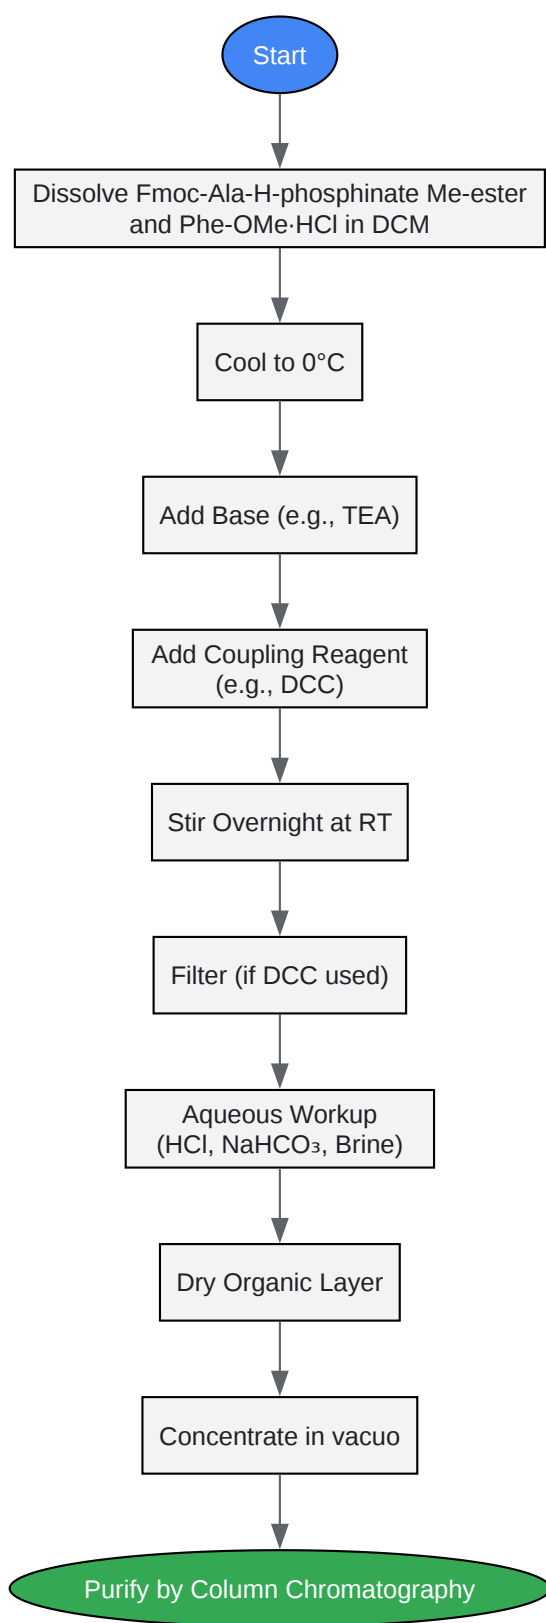 Start
Dissolve Fmoc-Ala-H-phosphinate Me-ester
and Phe-OMe·HCl in DCM
Cool to 0°C
Add Base (e.g., TEA)
Add Coupling Reagent
(e.g., DCC)
Stir Overnight at RT
Filter (if DCC used)
Aqueous Workup
(HCl, NaHCO₃, Brine)
Dry Organic Layer
Concentrate in vacuo
Purify by Column Chromatography